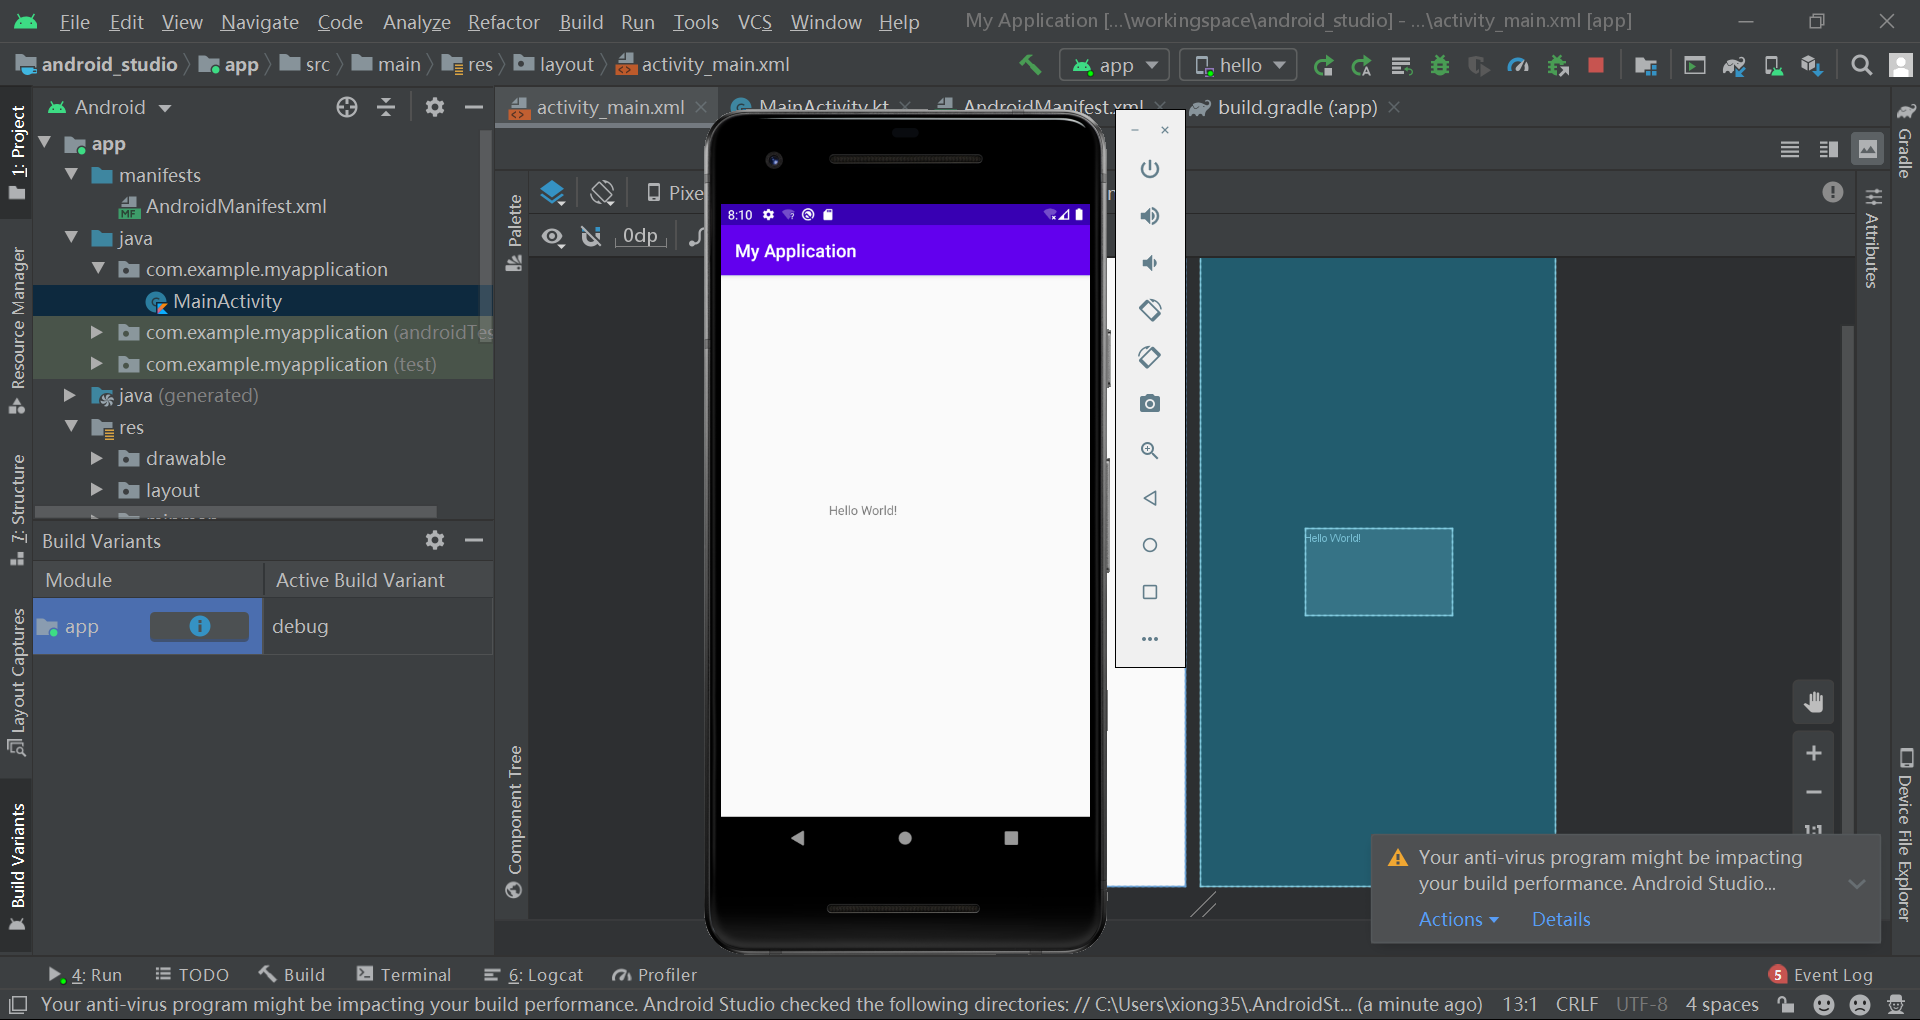 File Edit View Navigate Code Analyze Refactor Build Run Tools VCS Window Help My Application [...\workingspace\android_studio] - ...\activity_main.xml [app]
android_studio app src main res layout activity_main.xml app hello
1: Project
Resource Manager
7: Structure
Layout Captures
Build Variants
Android
app
manifests
AndroidManifest.xml
java
com.example.myapplication
MainActivity
com.example.myapplication (androidTes
com.example.myapplication (test)
java (generated)
res
drawable
layout
Build Variants
Module Active Build Variant
app debug
activity_main.xml MainActivity.kt AndroidManifest.xml build.gradle (:app)
Palette
Pixe
0dp
Component Tree
8:10
My Application
Hello World!
Hello World!
1:1
Gradle
Attributes
Device File Explorer
Your anti-virus program might be impacting
your build performance. Android Studio...
Actions Details
4: Run TODO Build Terminal 6: Logcat Profiler 5 Event Log
Your anti-virus program might be impacting your build performance. Android Studio checked the following directories: // C:\Users\xiong35\.AndroidSt... (a minute ago) 13:1 CRLF UTF-8 4 spaces